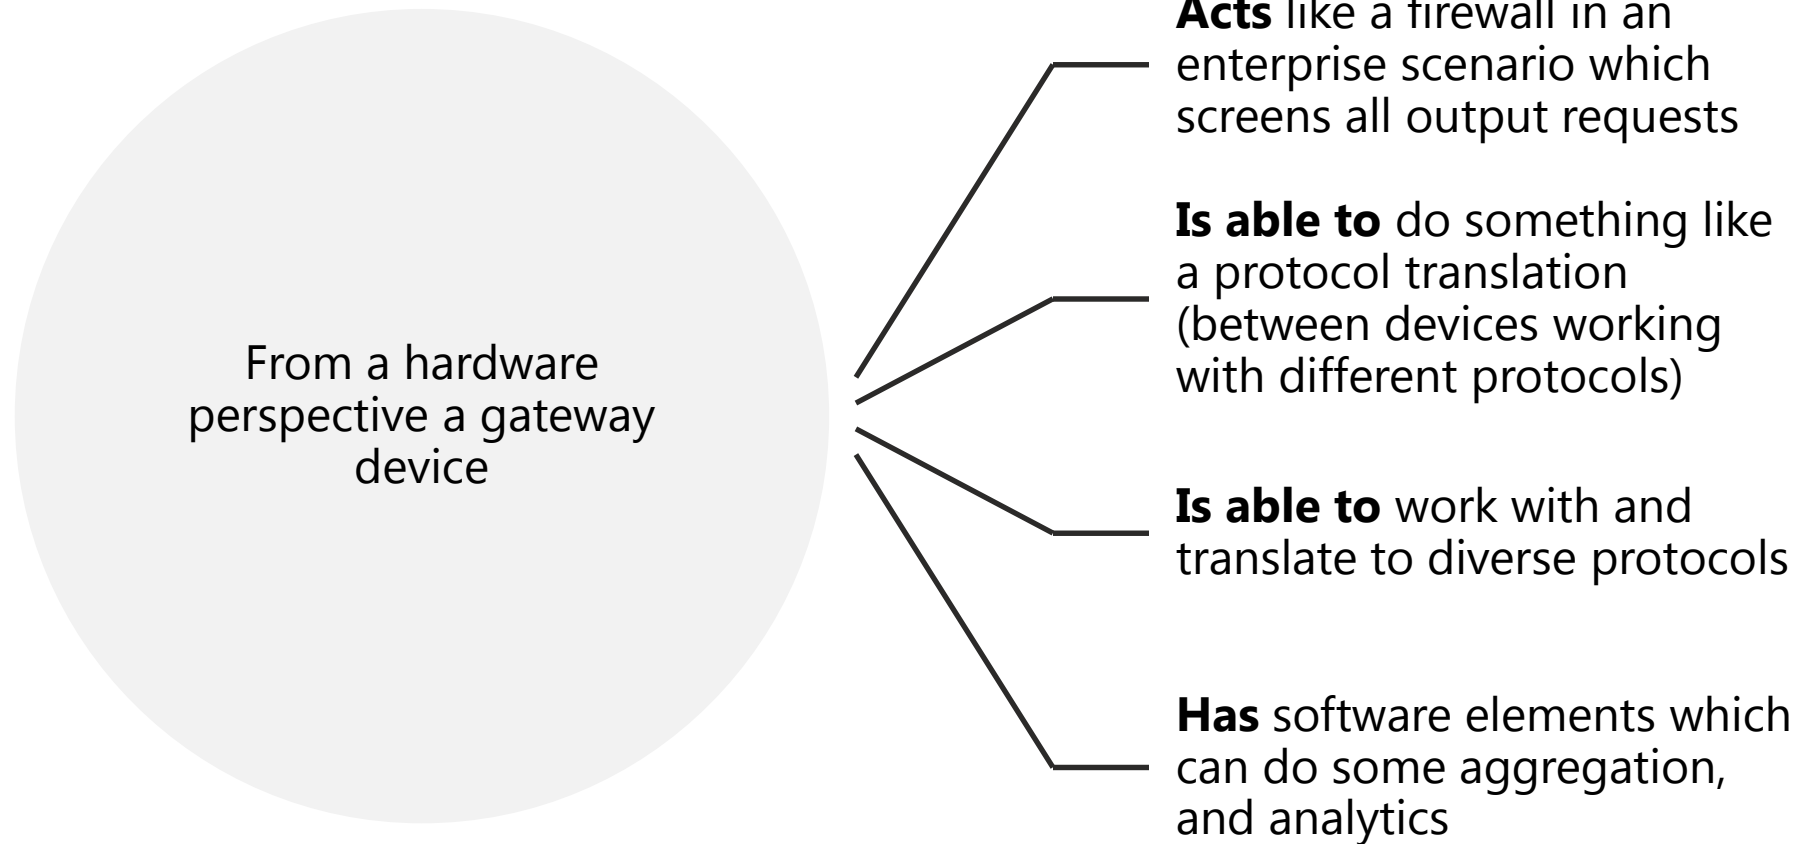 From a hardware
perspective a gateway
device
Acts like a firewall in an
enterprise scenario which
screens all output requests
Is able to do something like
a protocol translation
(between devices working
with different protocols)
Is able to work with and
translate to diverse protocols
Has software elements which
can do some aggregation,
and analytics